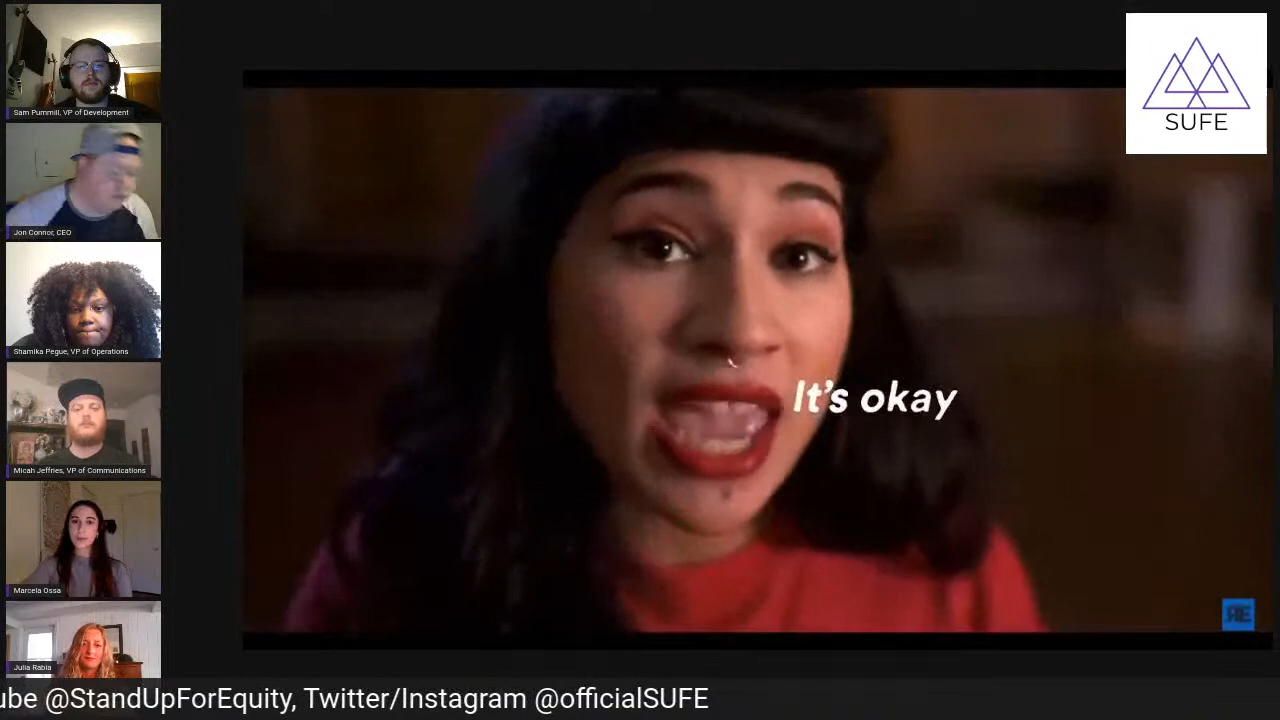 Sam Pummill, VP of Development
Jon Connor, CEO
Shamika Pegue, VP of Operations
Micah Jeffries, VP of Communications
Marcela Ossa
Julia Rabia
SUFE
It's okay
RE
ube @StandUpForEquity, Twitter/Instagram @officialSUFE